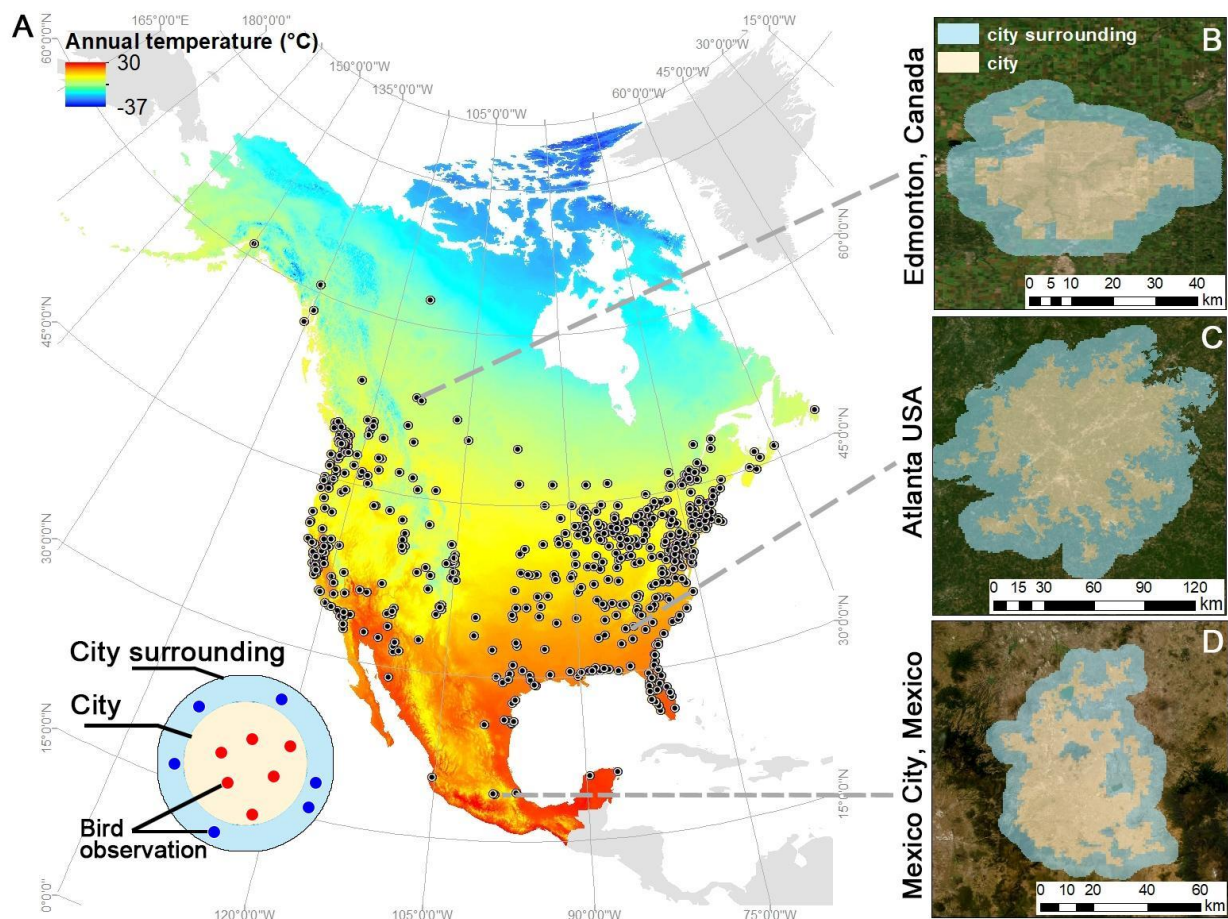 A
Annual temperature (°C)
30
-37
165°0'0"E
180°0'0"
150°0'0"W
135°0'0"W
105°0'0"W
60°0'0"W
45°0'0"W
30°0'0"W
15°0'0"W
60°0'0"N
45°0'0"N
30°0'0"N
15°0'0"N
0°0'0"
60°0'0"N
45°0'0"N
30°0'0"N
15°0'0"N
120°0'0"W
105°0'0"W
90°0'0"W
75°0'0"W
City surrounding
City
Bird
observation
Edmonton, Canada
B
city surrounding
city
0 5 10 20 30 40
km
Atlanta USA
C
0 15 30 60 90 120
km
Mexico City, Mexico
D
0 10 20 40 60
km